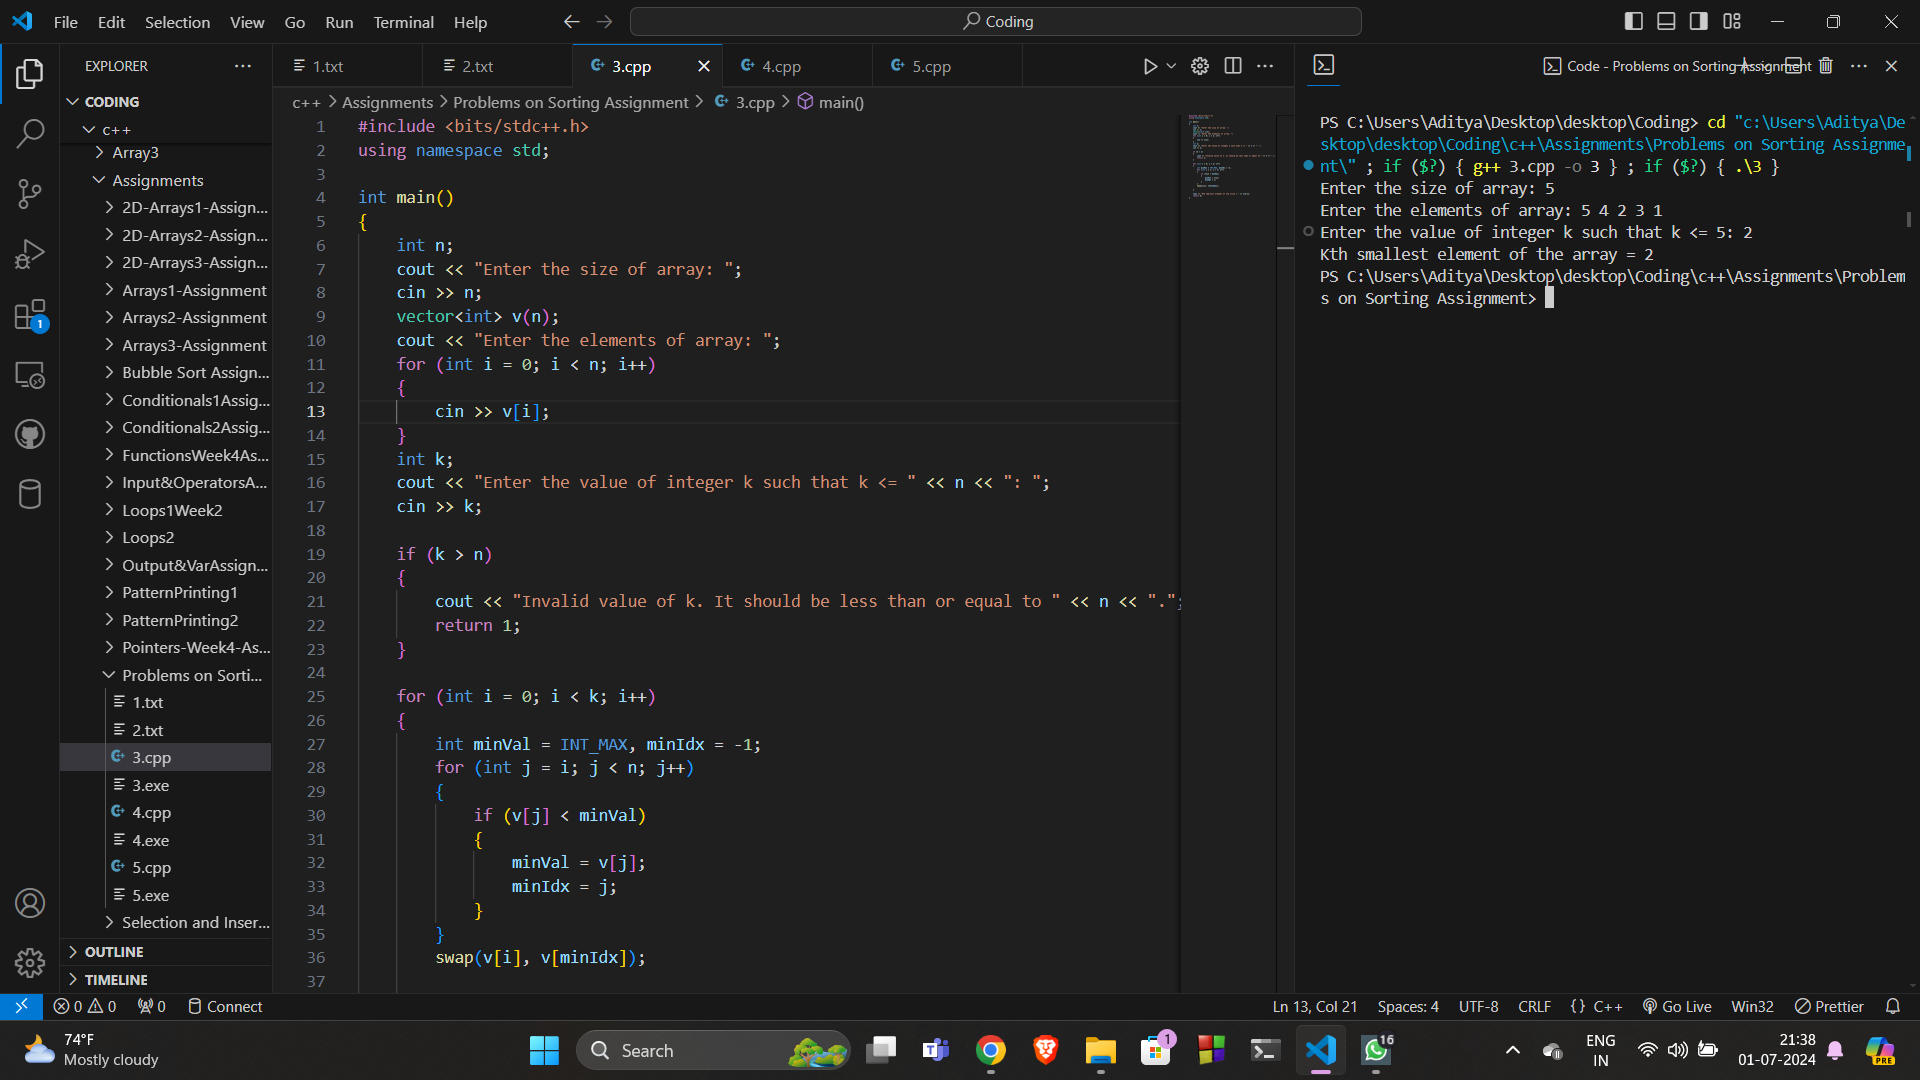 File Edit Selection View Go Run Terminal Help
Coding
EXPLORER
CODING
c++
Array3
Assignments
2D-Arrays1-Assign...
2D-Arrays2-Assign...
2D-Arrays3-Assign...
Arrays1-Assignment
Arrays2-Assignment
Arrays3-Assignment
Bubble Sort Assign...
Conditionals1Assig...
Conditionals2Assig...
FunctionsWeek4As...
Input&OperatorsA...
Loops1Week2
Loops2
Output&VarAssign...
PatternPrinting1
PatternPrinting2
Pointers-Week4-As...
Problems on Sorti...
1.txt
2.txt
3.cpp
3.exe
4.cpp
4.exe
5.cpp
5.exe
Selection and Inser...
OUTLINE
TIMELINE
1
1.txt
2.txt
3.cpp
4.cpp
5.cpp
c++ > Assignments > Problems on Sorting Assignment > 3.cpp > main()
1 #include <bits/stdc++.h>
2 using namespace std;
3
4 int main()
5 {
6 int n;
7 cout << "Enter the size of array: ";
8 cin >> n;
9 vector<int> v(n);
10 cout << "Enter the elements of array: ";
11 for (int i = 0; i < n; i++)
12 {
13 cin >> v[i];
14 }
15 int k;
16 cout << "Enter the value of integer k such that k <= " << n << ": ";
17 cin >> k;
18
19 if (k > n)
20 {
21 cout << "Invalid value of k. It should be less than or equal to " << n << ".";
22 return 1;
23 }
24
25 for (int i = 0; i < k; i++)
26 {
27 int minVal = INT_MAX, minIdx = -1;
28 for (int j = i; j < n; j++)
29 {
30 if (v[j] < minVal)
31 {
32 minVal = v[j];
33 minIdx = j;
34 }
35 }
36 swap(v[i], v[minIdx]);
37
Code - Problems on Sorting Assignment
PS C:\Users\Aditya\Desktop\desktop\Coding> cd "c:\Users\Aditya\De
sktop\desktop\Coding\c++\Assignments\Problems on Sorting Assignme
nt\" ; if ($?) { g++ 3.cpp -o 3 } ; if ($?) { .\3 }
Enter the size of array: 5
Enter the elements of array: 5 4 2 3 1
Enter the value of integer k such that k <= 5: 2
Kth smallest element of the array = 2
PS C:\Users\Aditya\Desktop\desktop\Coding\c++\Assignments\Problem
s on Sorting Assignment>
0 0 0 Connect
Ln 13, Col 21 Spaces: 4 UTF-8 CRLF {} C++ Go Live Win32 Prettier
74°F
Mostly cloudy
Search
1
16
ENG
IN
21:38
01-07-2024
PRE